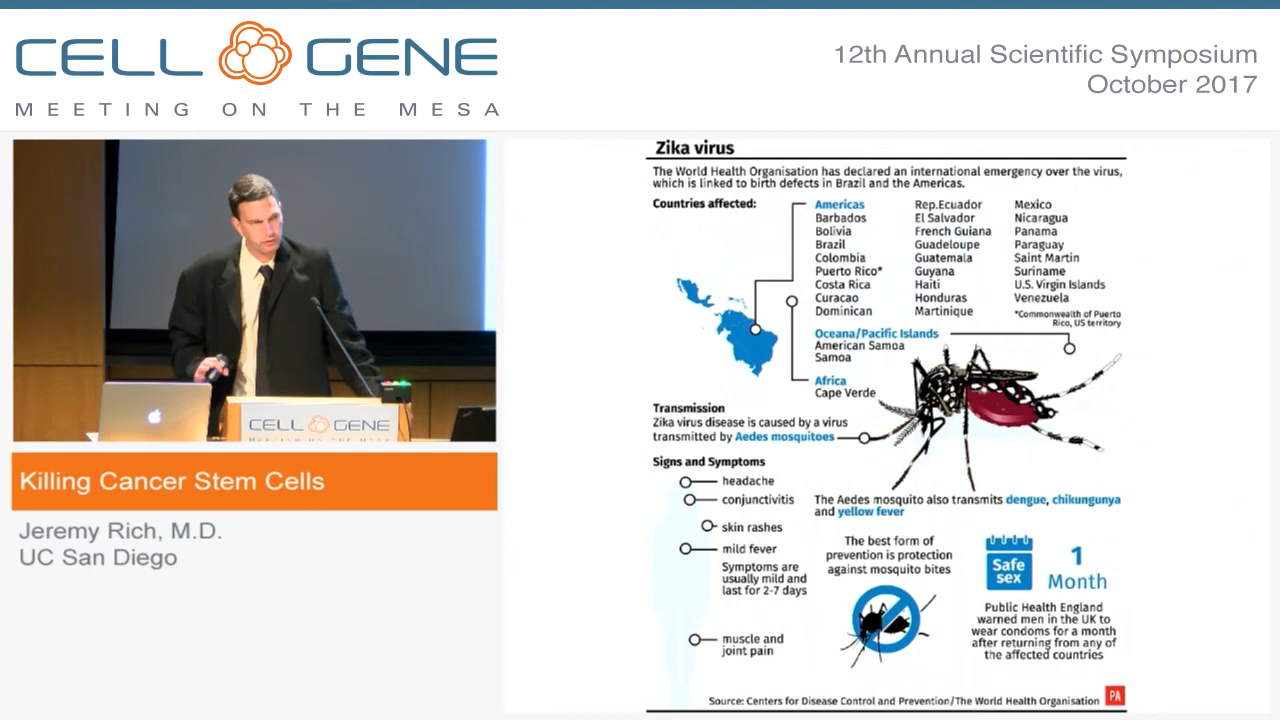 CELL GENE
MEETING ON THE MESA
12th Annual Scientific Symposium
October 2017
CELL GENE
MEETING ON THE MESA
Killing Cancer Stem Cells
Jeremy Rich, M.D.
UC San Diego
Zika virus
The World Health Organisation has declared an international emergency over the virus,
which is linked to birth defects in Brazil and the Americas.
Countries affected:
Americas
Barbados
Bolivia
Brazil
Colombia
Puerto Rico*
Costa Rica
Curacao
Dominican
Rep.Ecuador
El Salvador
French Guiana
Guadeloupe
Guatemala
Guyana
Haiti
Honduras
Martinique
Mexico
Nicaragua
Panama
Paraguay
Saint Martin
Suriname
U.S. Virgin Islands
Venezuela
*Commonwealth of Puerto
Rico, US territory
Oceana/Pacific Islands
American Samoa
Samoa
Africa
Cape Verde
Transmission
Zika virus disease is caused by a virus
transmitted by Aedes mosquitoes
Signs and Symptoms
headache
conjunctivitis
skin rashes
mild fever
Symptoms are
usually mild and
last for 2-7 days
muscle and
joint pain
The Aedes mosquito also transmits dengue, chikungunya
and yellow fever
The best form of
prevention is protection
against mosquito bites
Safe
sex
1
Month
Public Health England
warned men in the UK to
wear condoms for a month
after returning from any of
the affected countries
Source: Centers for Disease Control and Prevention/The World Health Organisation
PA